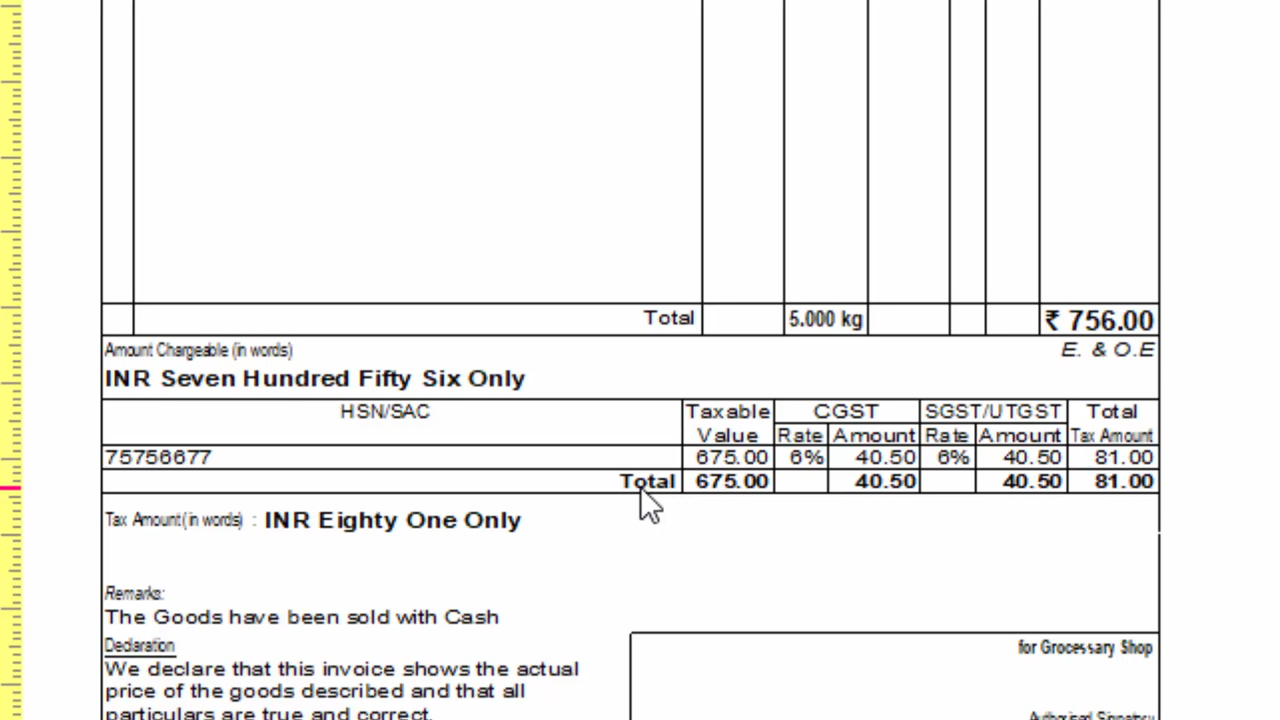 Total 5.000 kg ₹ 756.00
Amount Chargeable (in words) E. & O.E
INR Seven Hundred Fifty Six Only
HSN/SAC Taxable CGST SGST/UTGST Total
Value Rate Amount Rate Amount Tax Amount
75756677 675.00 6% 40.50 6% 40.50 81.00
Total 675.00 40.50 40.50 81.00
Tax Amount (in words) : INR Eighty One Only
Remarks:
The Goods have been sold with Cash
Declaration
for Grocessary Shop
We declare that this invoice shows the actual
price of the goods described and that all
particulars are true and correct.
Authorised Signatory